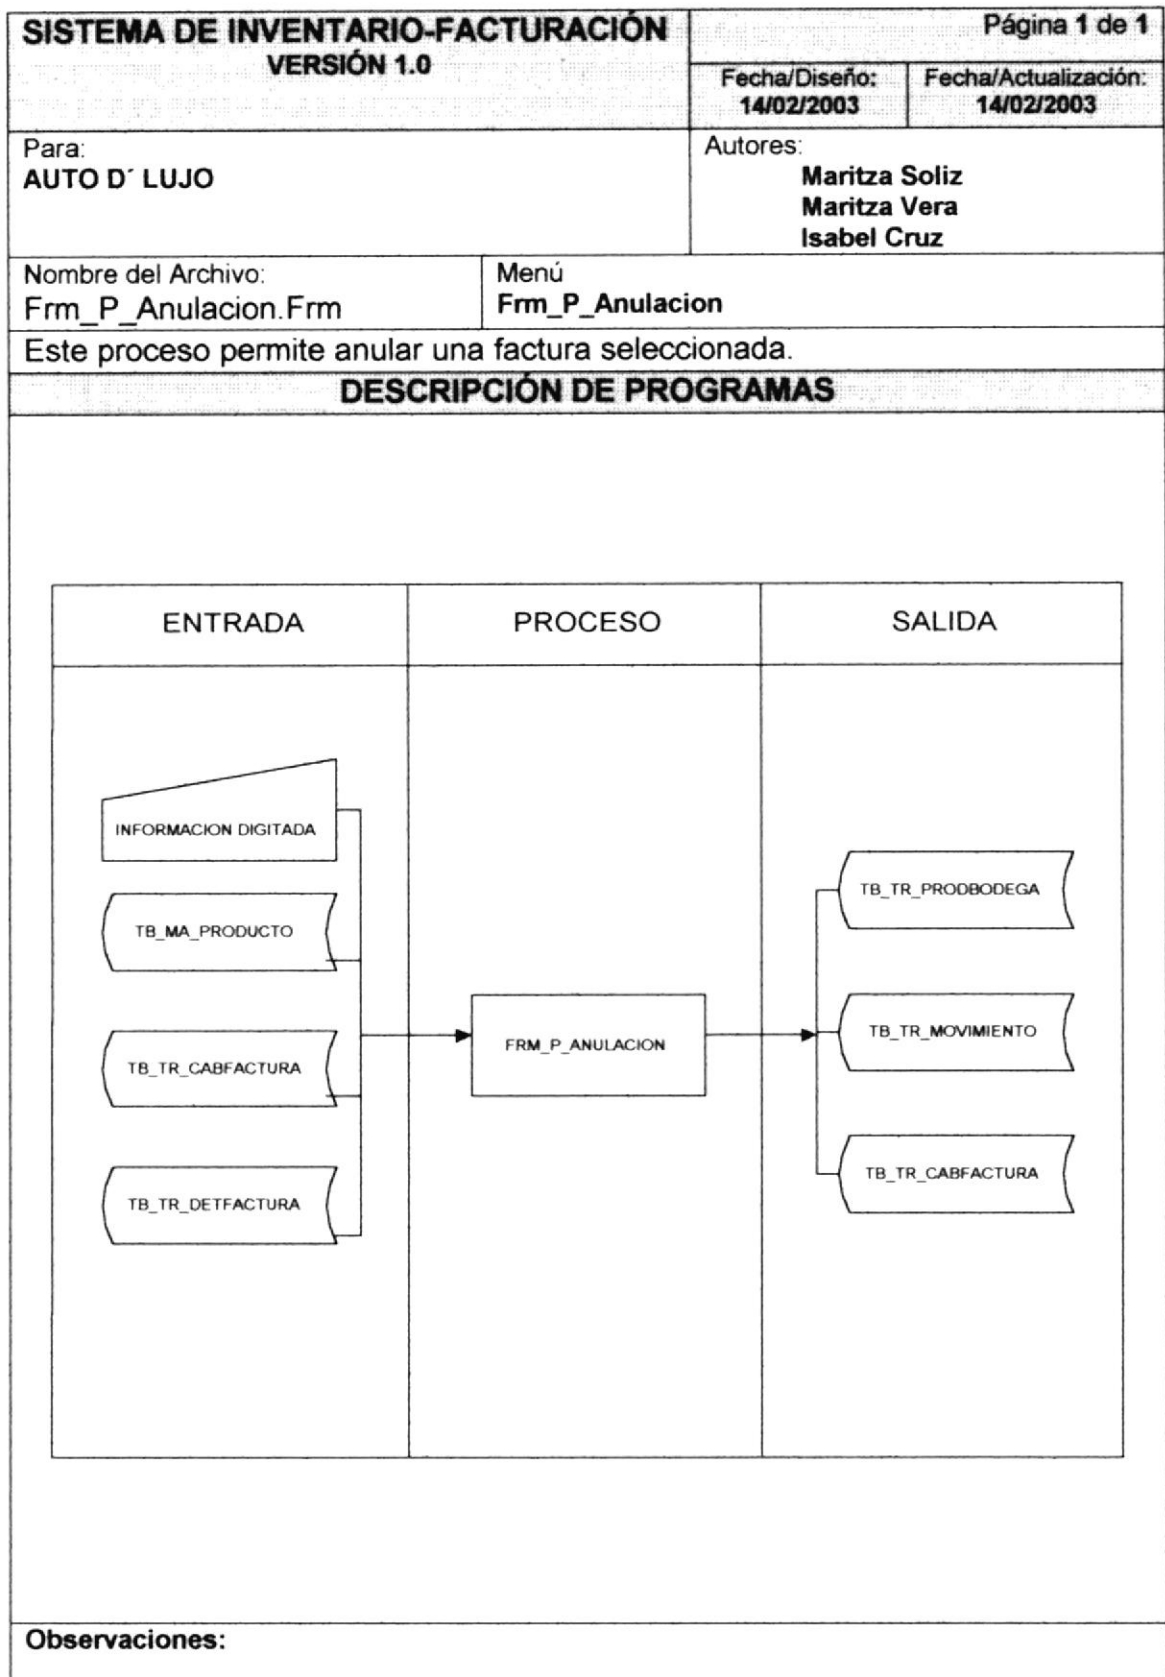 SISTEMA DE INVENTARIO-FACTURACIÓN
VERSIÓN 1.0
Página 1 de 1
Fecha/Diseño:
14/02/2003
Fecha/Actualización:
14/02/2003
Para:
AUTO D´ LUJO
Autores:
Maritza Soliz
Maritza Vera
Isabel Cruz
Nombre del Archivo:
Frm_P_Anulacion.Frm
Menú
Frm_P_Anulacion
Este proceso permite anular una factura seleccionada.
DESCRIPCIÓN DE PROGRAMAS
ENTRADA
PROCESO
SALIDA
INFORMACION DIGITADA
TB_MA_PRODUCTO
TB_TR_CABFACTURA
TB_TR_DETFACTURA
FRM_P_ANULACION
TB_TR_PRODBODEGA
TB_TR_MOVIMIENTO
TB_TR_CABFACTURA
Observaciones: